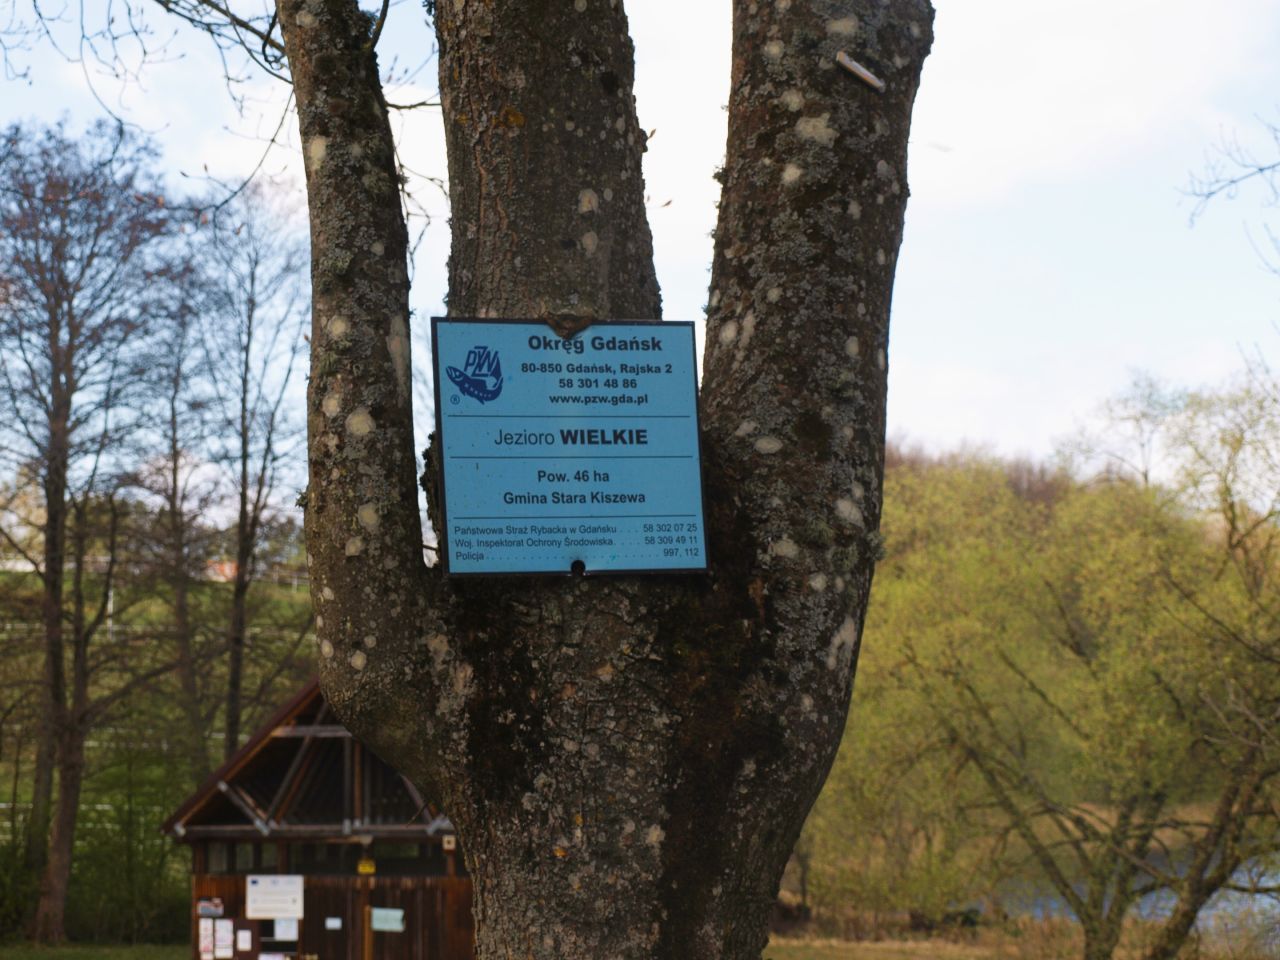 Okręg Gdańsk
PZW
80-850 Gdańsk, Rajska 2
58 301 48 86
®
www.pzw.gda.pl
Jezioro WIELKIE
Pow. 46 ha
Gmina Stara Kiszewa
Państwowa Straż Rybacka w Gdańsku . . . 58 302 07 25
Woj. Inspektorat Ochrony Środowiska. . . . 58 309 49 11
Policja. . . . . . . . . . . . . . . . . . . . . . . . . . . . 997, 112